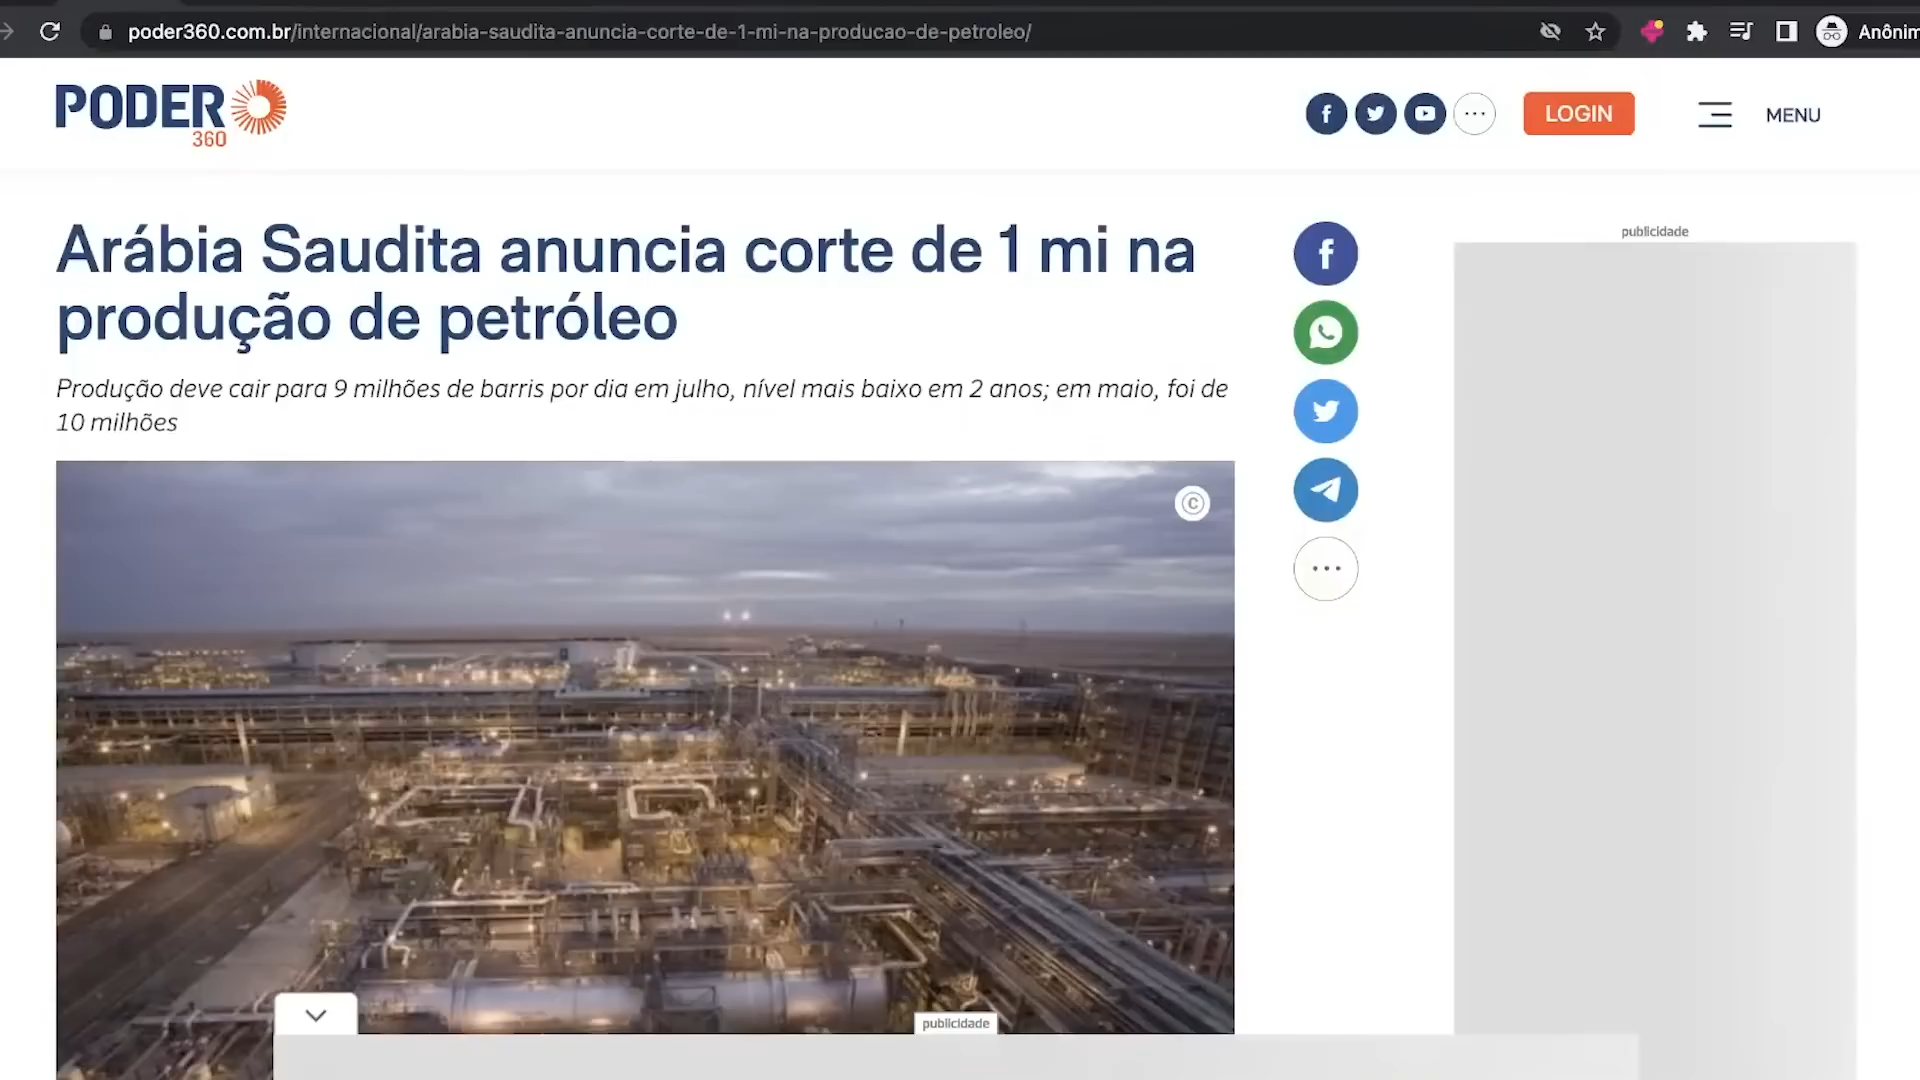 poder360.com.br/internacional/arabia-saudita-anuncia-corte-de-1-mi-na-producao-de-petroleo/
Anônim
PODER
360
LOGIN
MENU
Arábia Saudita anuncia corte de 1 mi na
produção de petróleo
publicidade
Produção deve cair para 9 milhões de barris por dia em julho, nível mais baixo em 2 anos; em maio, foi de
10 milhões
©
publicidade